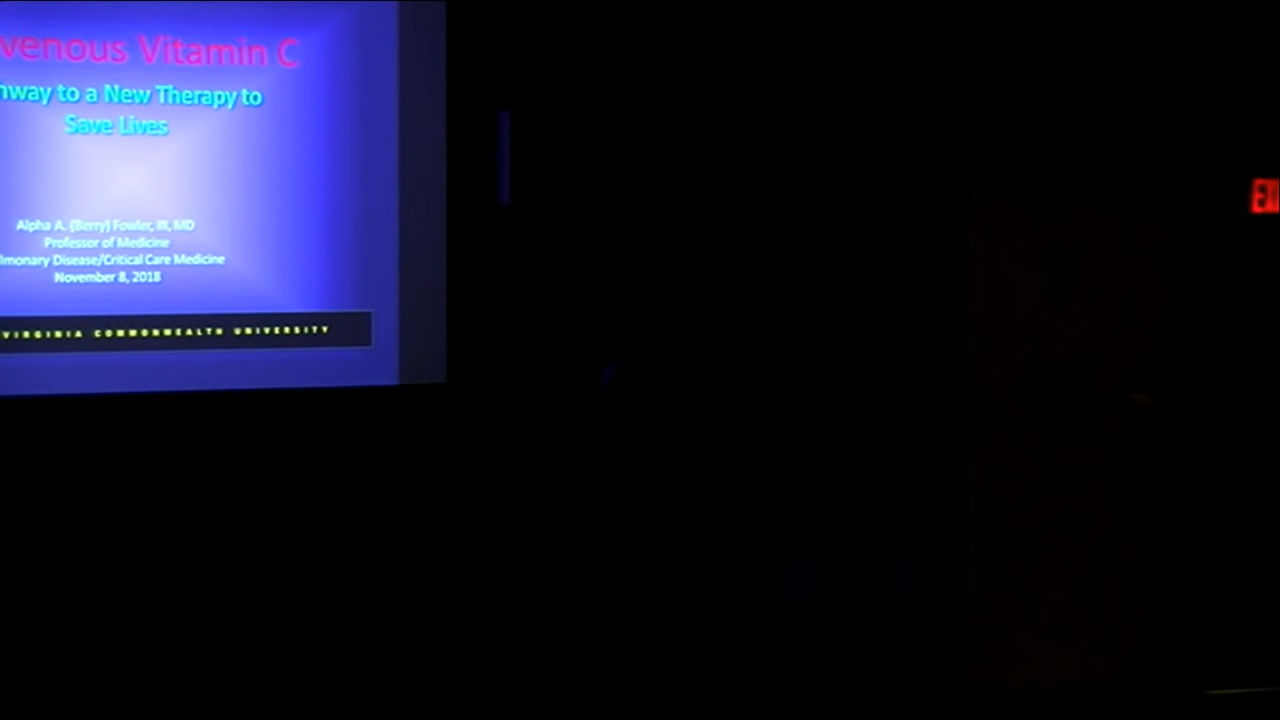 venous Vitamin C
hway to a New Therapy to
Save Lives
Alpha A. (Berry) Fowler, III, MD
Professor of Medicine
lmonary Disease/Critical Care Medicine
November 8, 2018
VIRGINIA COMMONWEALTH UNIVERSITY